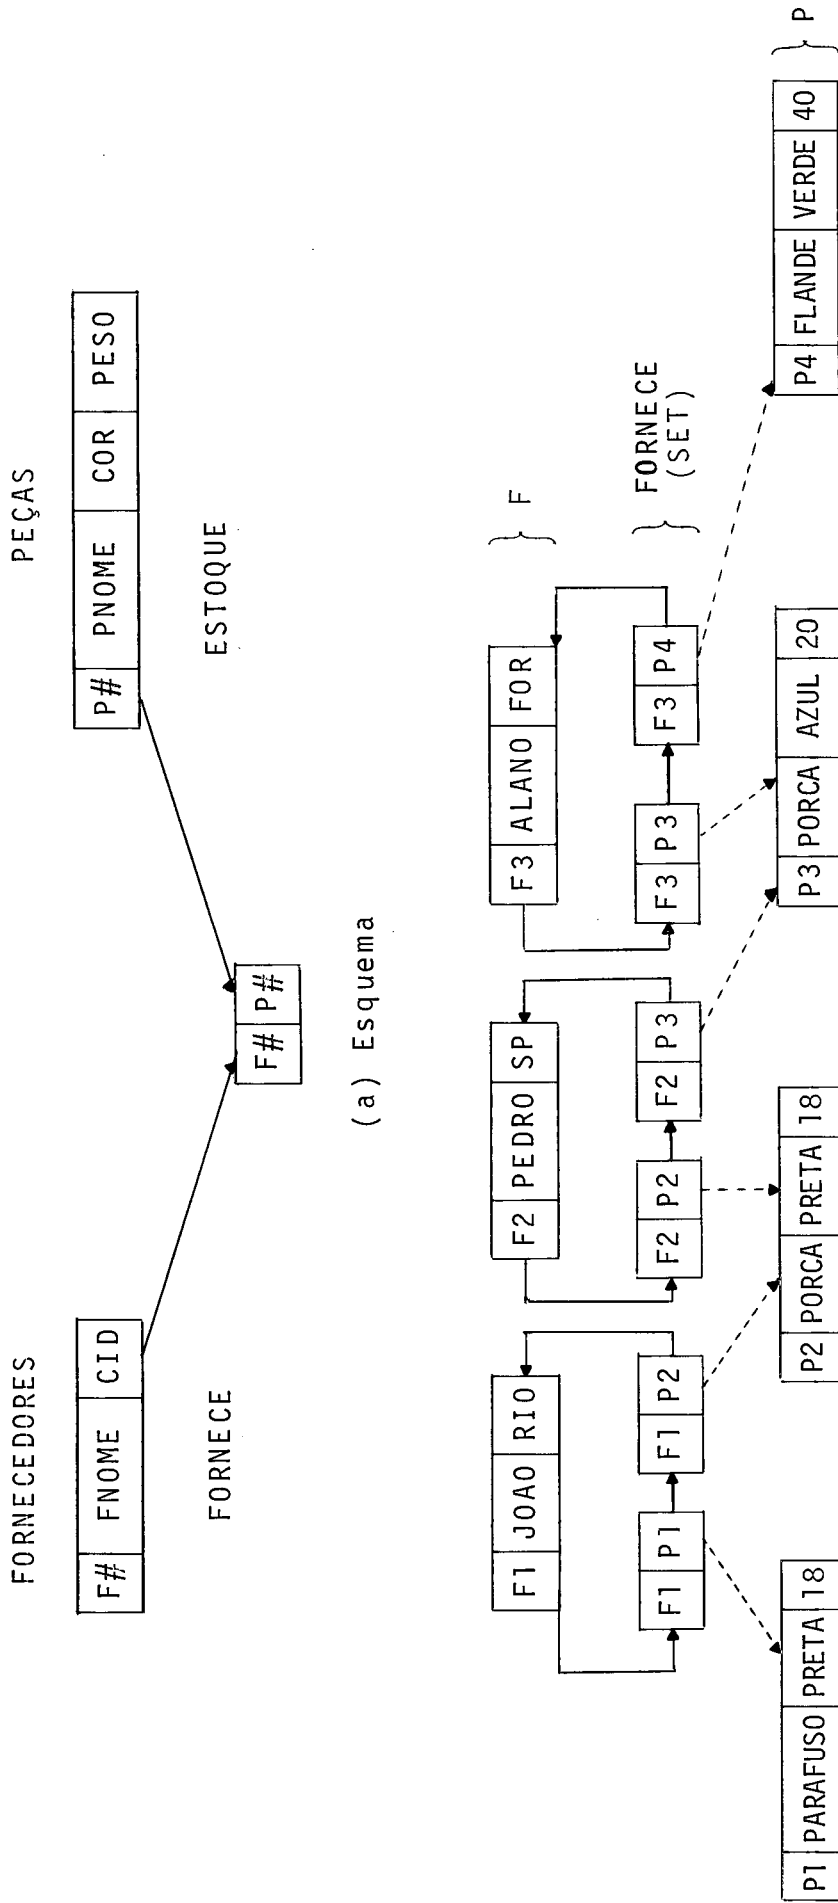 FORNECEDORES PEÇAS
F# FNOME CID P# PNOME COR PESO
FORNECE ESTOQUE
F# P#
(a) Esquema
F1 JOAO RIO F2 PEDRO SP F3 ALANO FOR } F
F1 P1 F1 P2 F2 P2 F2 P3 F3 P3 F3 P4 } FORNECE
(SET)
P1 PARAFUSO PRETA 18 P2 PORCA PRETA 18 P3 PORCA AZUL 20 P4 FLANDE VERDE 40 } P